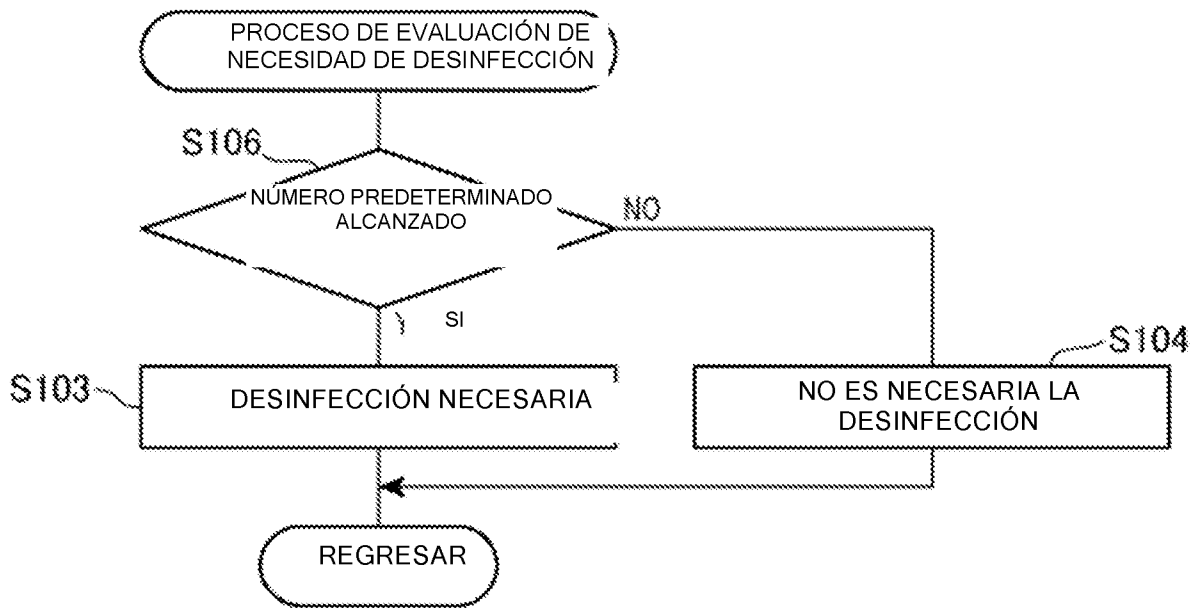 PROCESO DE EVALUACIÓN DE
NECESIDAD DE DESINFECCIÓN
S106
NÚMERO PREDETERMINADO
ALCANZADO
NO
SI
S103
DESINFECCIÓN NECESARIA
S104
NO ES NECESARIA LA
DESINFECCIÓN
REGRESAR